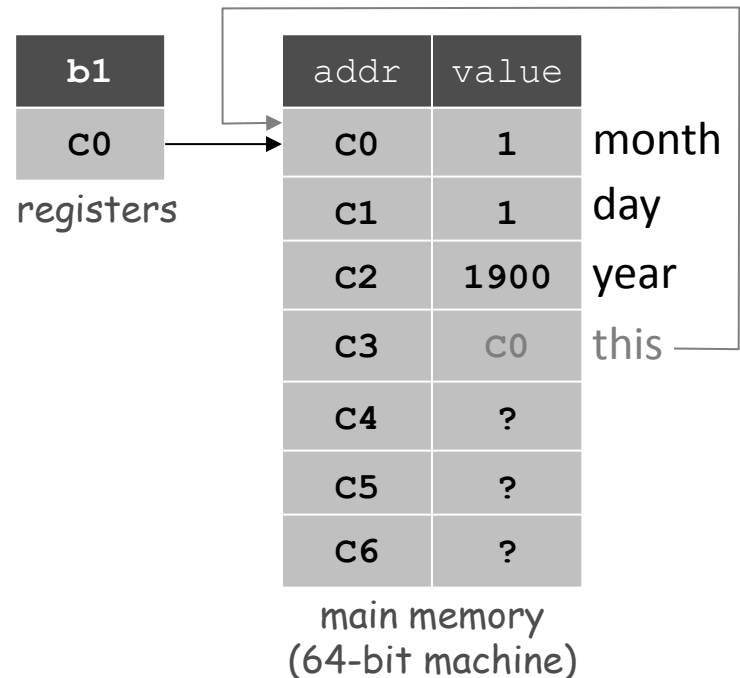 b1
C0
registers
addr value
C0 1 month
C1 1 day
C2 1900 year
C3 C0 this
C4 ?
C5 ?
C6 ?
main memory
(64-bit machine)